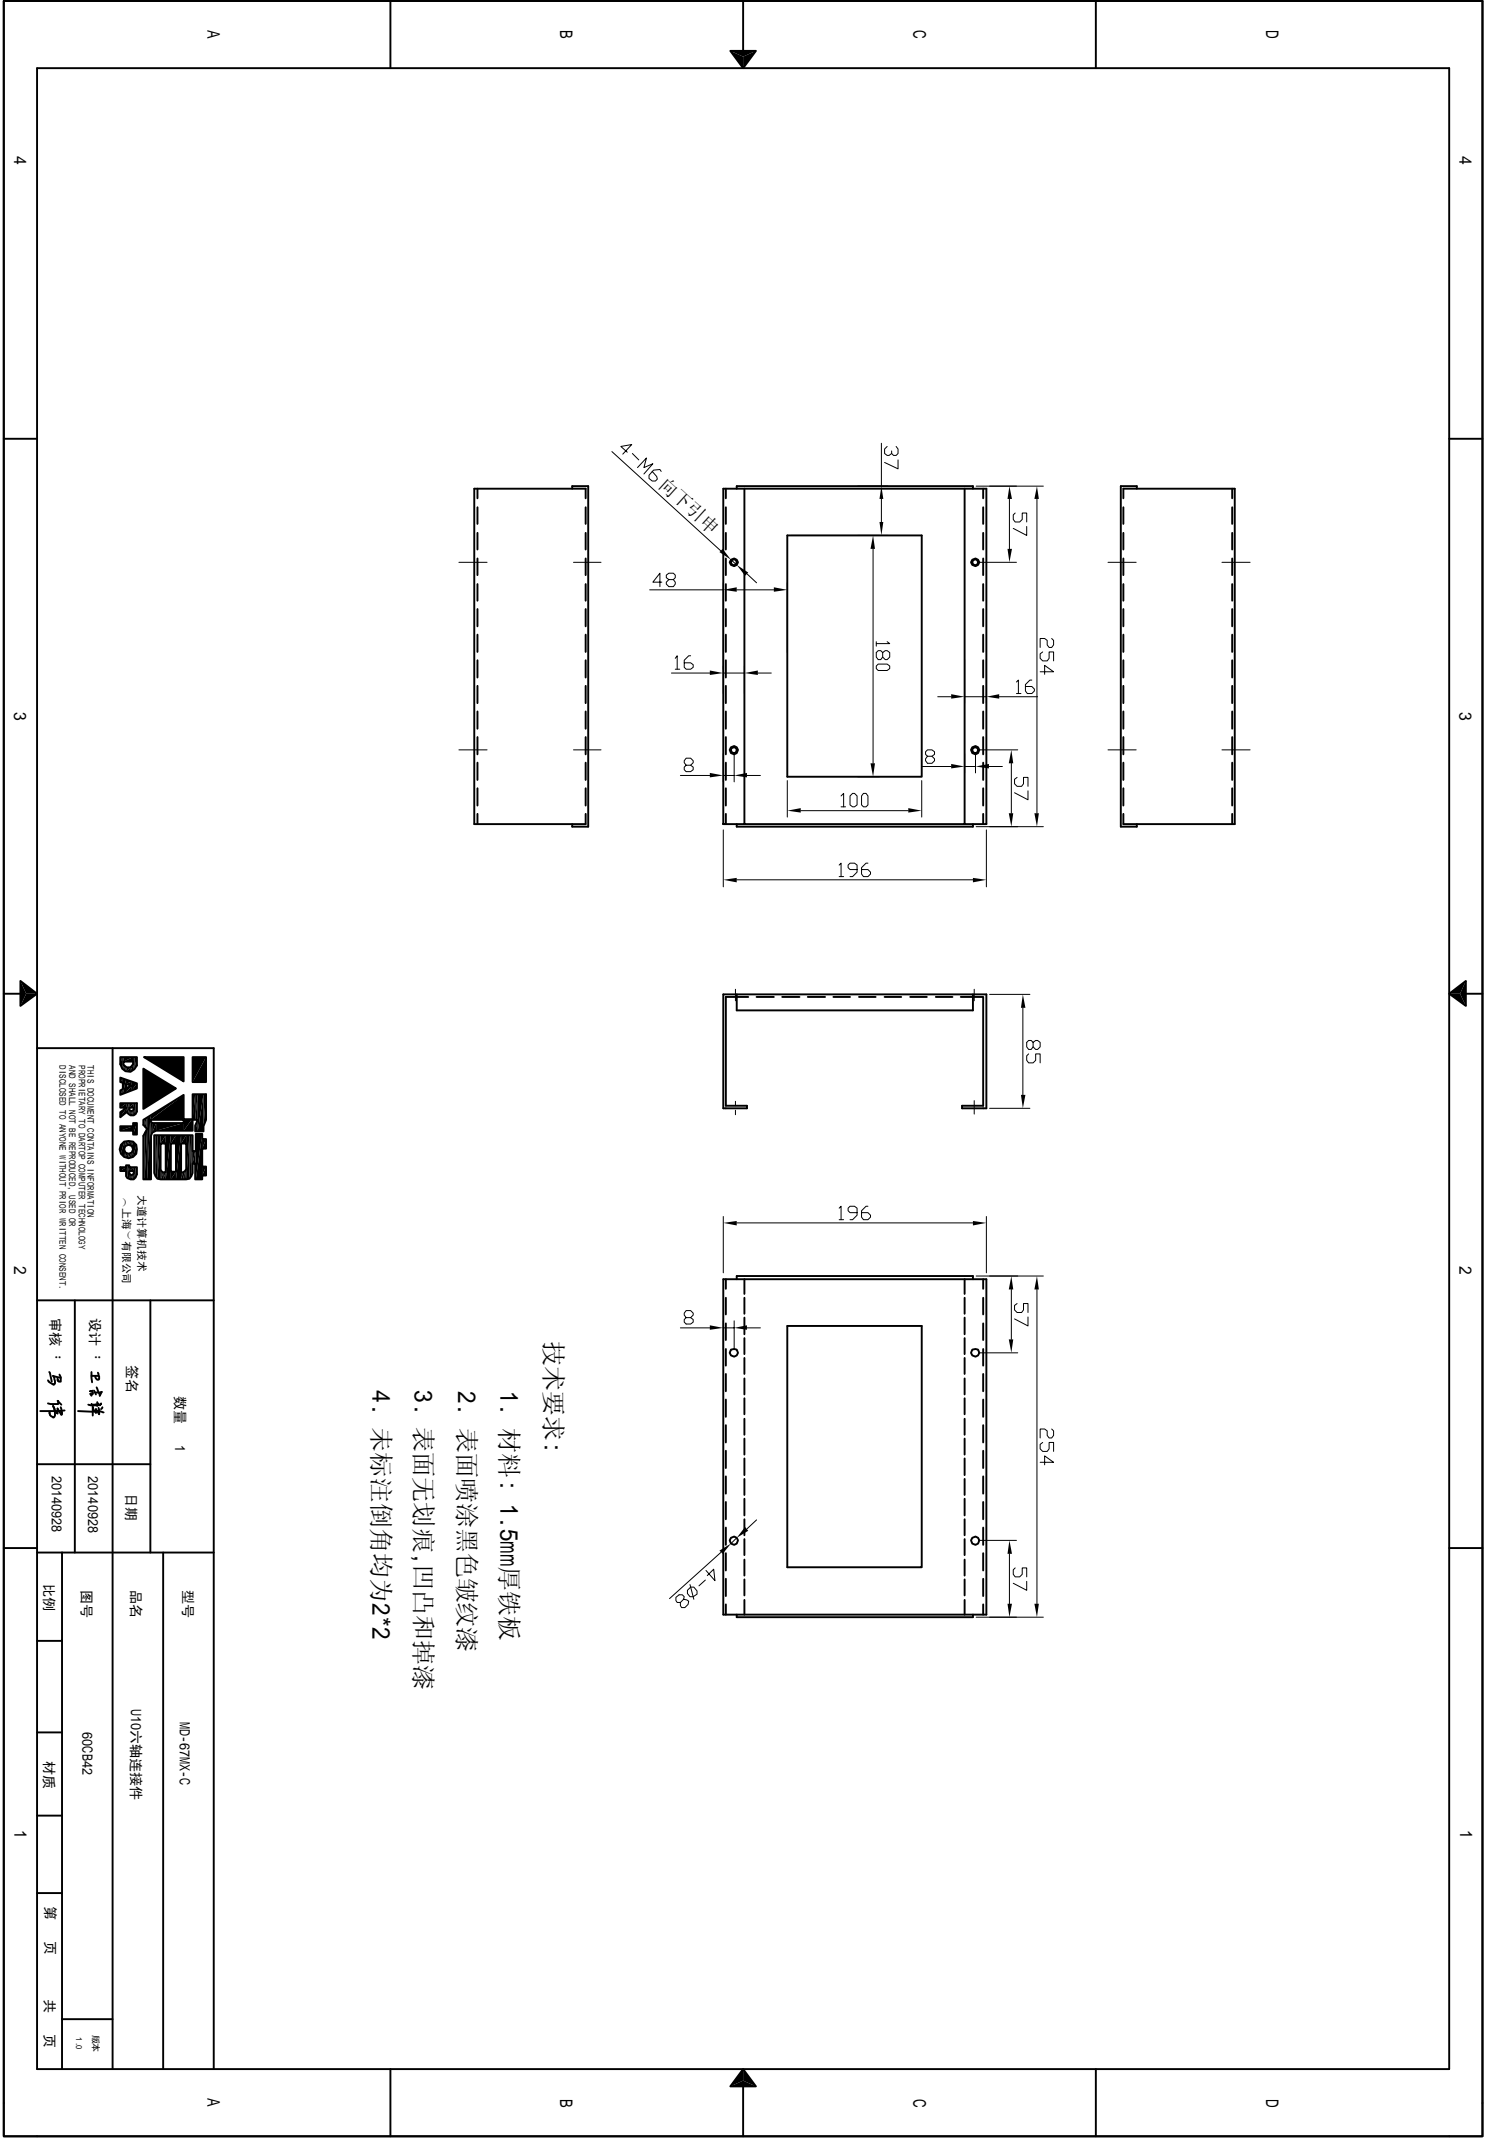 D
C
B
A
D
C
B
A
4
3
2
1
4
3
2
1
254
57
57
16
8
37
180
100
48
16
8
196
4-M6向下引申
85
254
57
57
196
8
4-Φ8
技术要求:
1. 材料: 1.5mm厚铁板
2. 表面喷涂黑色皱纹漆
3. 表面无划痕,凹凸和掉漆
4. 未标注倒角均为2*2
大道
DARTOP
大道计算机技术
（上海）有限公司
THIS DOCUMENT CONTAINS INFORMATION
PROPRIETARY TO DARTOP COMPUTER TECHNOLOGY
AND SHALL NOT BE REPRODUCED, USED OR
DISCLOSED TO ANYONE WITHOUT PRIOR WRITTEN CONSENT.
数量 1
签名 日期
设计: 20140928
审核: 马伟 20140928
型号 MD-67MX-C
品名 U10六轴连接件
图号 60CB42
版本
1.0
比例 材质 第 页 共 页